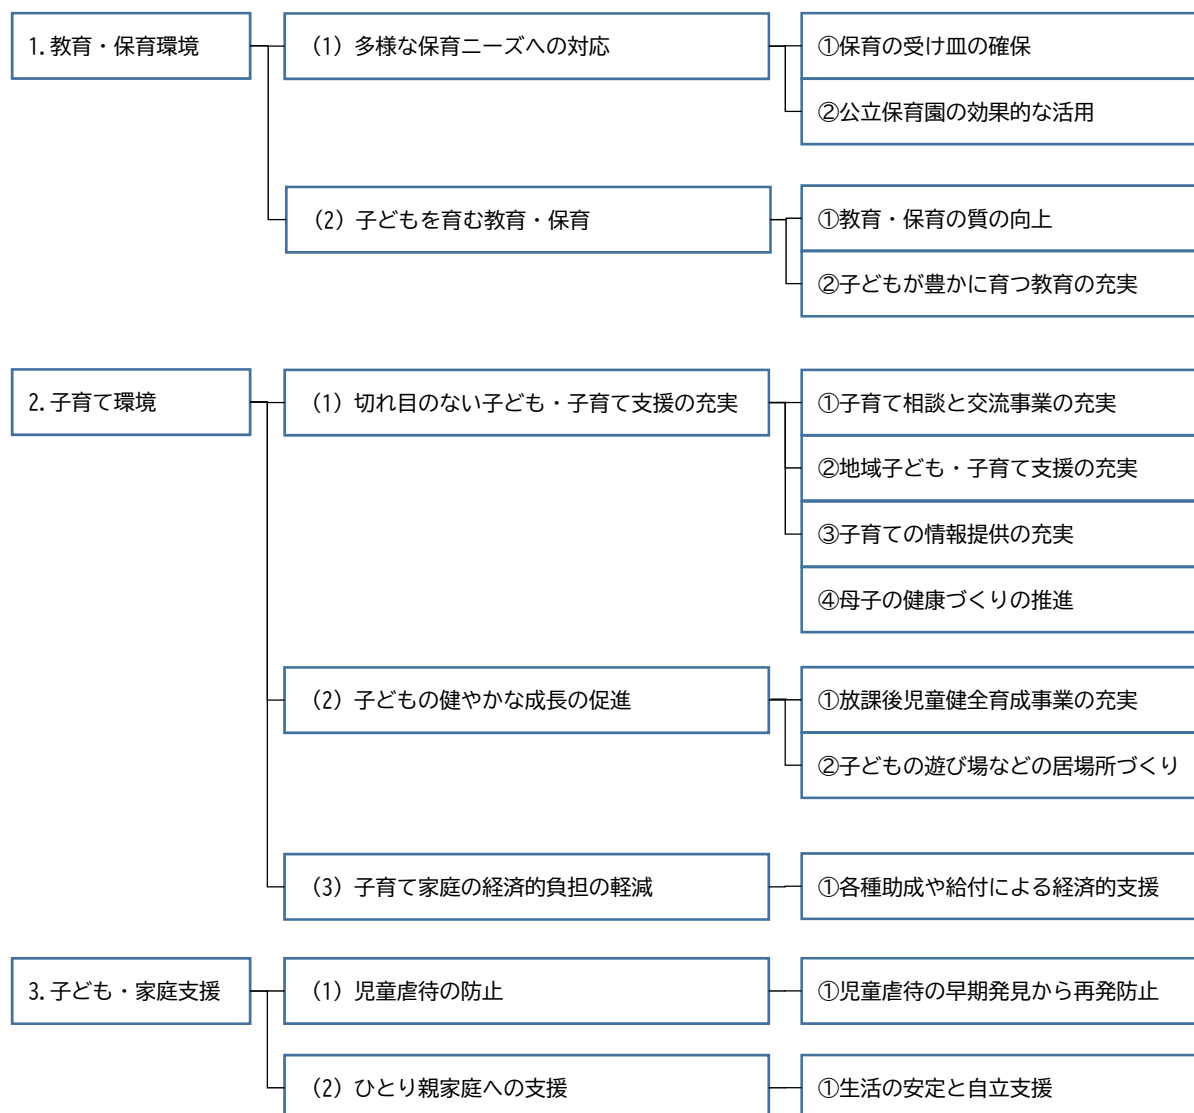 1.教育・保育環境
(1) 多様な保育ニーズへの対応
①保育の受け皿の確保
②公立保育園の効果的な活用
(2) 子どもを育む教育・保育
①教育・保育の質の向上
②子どもが豊かに育つ教育の充実
2.子育て環境
(1) 切れ目のない子ども・子育て支援の充実
①子育て相談と交流事業の充実
②地域子ども・子育て支援の充実
③子育ての情報提供の充実
④母子の健康づくりの推進
(2) 子どもの健やかな成長の促進
①放課後児童健全育成事業の充実
②子どもの遊び場などの居場所づくり
(3) 子育て家庭の経済的負担の軽減
①各種助成や給付による経済的支援
3.子ども・家庭支援
(1) 児童虐待の防止
①児童虐待の早期発見から再発防止
(2) ひとり親家庭への支援
①生活の安定と自立支援